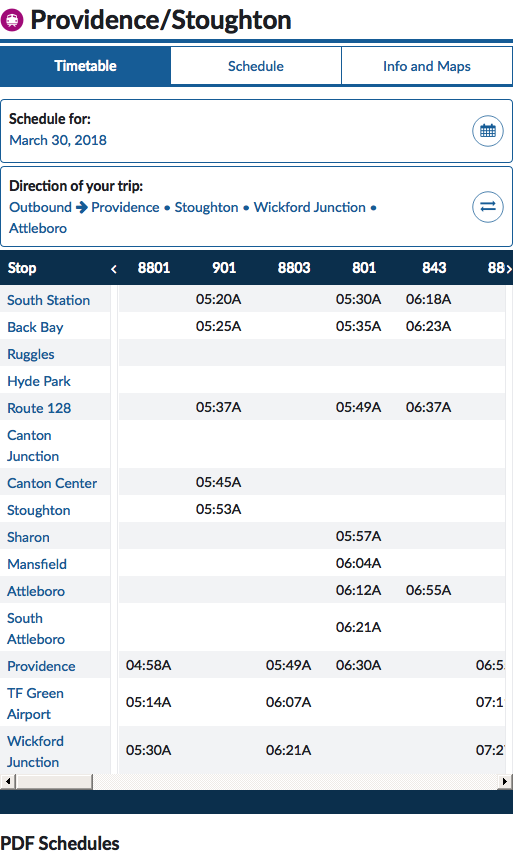 Providence/Stoughton
Timetable Schedule Info and Maps
Schedule for:
March 30, 2018
Direction of your trip:
Outbound → Providence • Stoughton • Wickford Junction •
Attleboro
Stop ‹ 8801 901 8803 801 843 88›
South Station 05:20A 05:30A 06:18A
Back Bay 05:25A 05:35A 06:23A
Ruggles
Hyde Park
Route 128 05:37A 05:49A 06:37A
Canton
Junction
Canton Center 05:45A
Stoughton 05:53A
Sharon 05:57A
Mansfield 06:04A
Attleboro 06:12A 06:55A
South
Attleboro 06:21A
Providence 04:58A 05:49A 06:30A 06:5
TF Green
Airport 05:14A 06:07A 07:1
Wickford
Junction 05:30A 06:21A 07:2
PDF Schedules